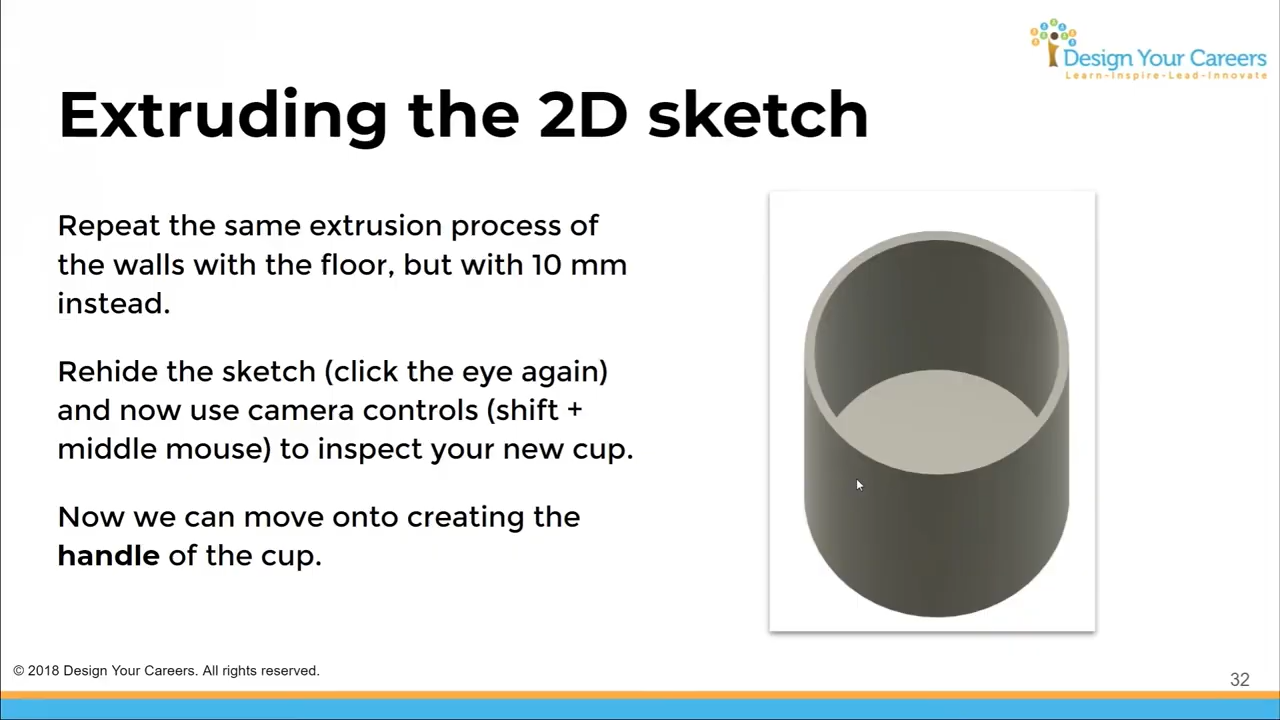 Design Your Careers
Learn-Inspire-Lead-Innovate
Extruding the 2D sketch
Repeat the same extrusion process of
the walls with the floor, but with 10 mm
instead.
Rehide the sketch (click the eye again)
and now use camera controls (shift +
middle mouse) to inspect your new cup.
Now we can move onto creating the
handle of the cup.
© 2018 Design Your Careers. All rights reserved.
32